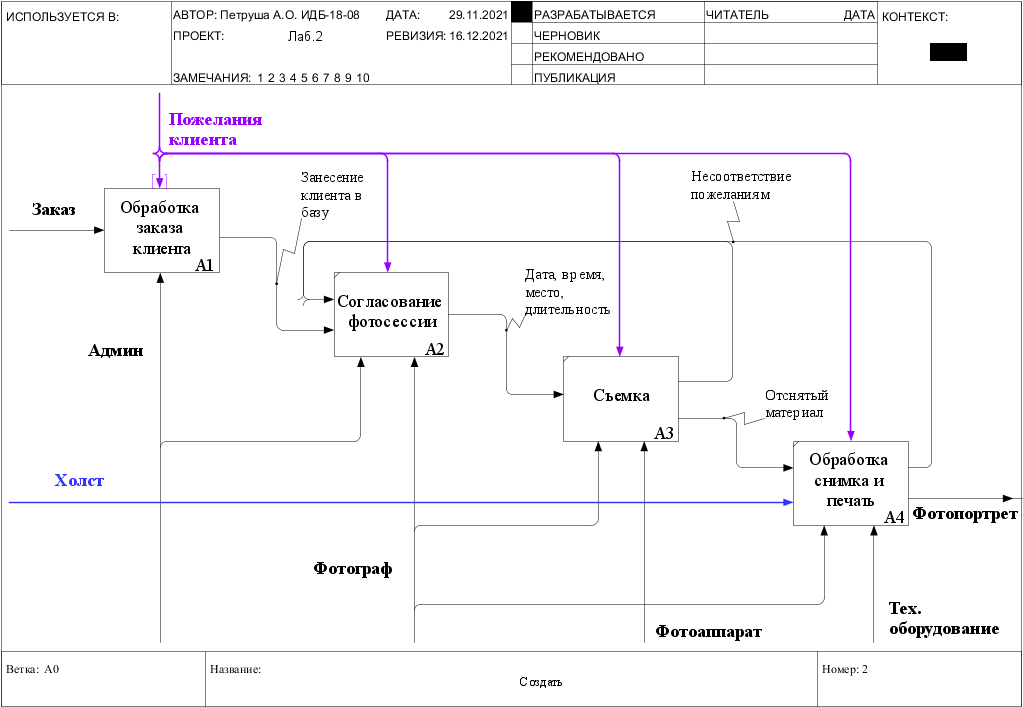 ИСПОЛЬЗУЕТСЯ В:
АВТОР: Петруша А.О. ИДБ-18-08
ДАТА: 29.11.2021
РАЗРАБАТЫВАЕТСЯ
ЧИТАТЕЛЬ
ДАТА
КОНТЕКСТ:
ПРОЕКТ: Лаб.2
РЕВИЗИЯ: 16.12.2021
ЧЕРНОВИК
РЕКОМЕНДОВАНО
ЗАМЕЧАНИЯ: 1 2 3 4 5 6 7 8 9 10
ПУБЛИКАЦИЯ
Пожелания
клиента
Заказ
Обработка
заказа
клиента
A1
Занесение
клиента в
базу
Несоответствие
пожеланиям
Согласование
фотосессии
A2
Дата, время,
место,
длительность
Админ
Съемка
A3
Отснятый
материал
Обработка
снимка и
печать
A4
Холст
Фотопортрет
Фотограф
Фотоаппарат
Тех.
оборудование
Ветка: A0
Название:
Создать
Номер: 2